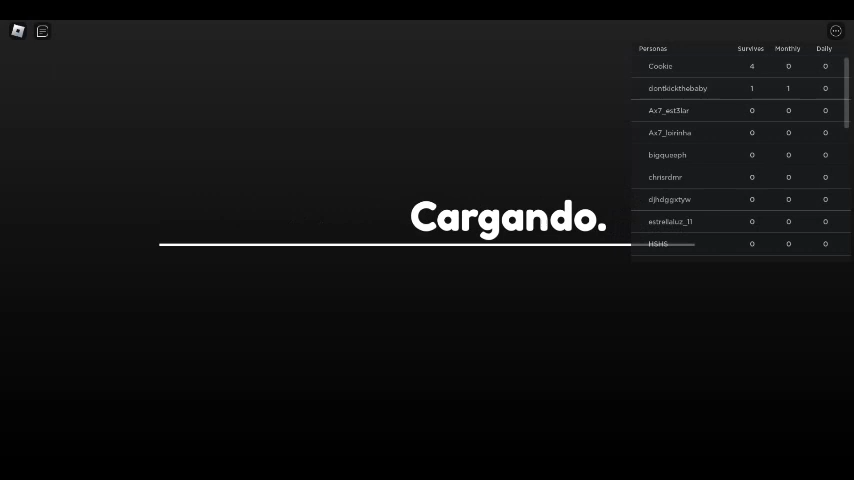 Personas Survives Monthly Daily
Cookie 4 0 0
dontkickthebaby 1 1 0
Ax7_est3lar 0 0 0
Ax7_loirinha 0 0 0
bigqueeph 0 0 0
chrisrdmr 0 0 0
djhdggxtyw 0 0 0
estrellaluz_11 0 0 0
HSHS 0 0 0
Cargando.